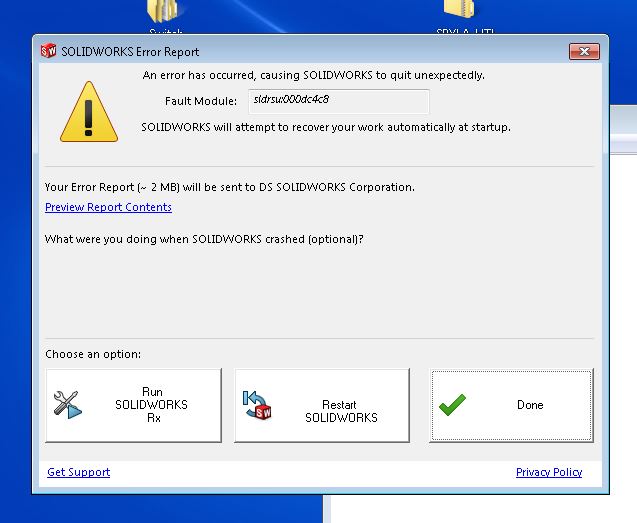 Switch
SOLIDWORKS Error Report
An error has occurred, causing SOLIDWORKS to quit unexpectedly.
Fault Module: sldrsu:000dc4c8
SOLIDWORKS will attempt to recover your work automatically at startup.
Your Error Report (~ 2 MB) will be sent to DS SOLIDWORKS Corporation.
Preview Report Contents
What were you doing when SOLIDWORKS crashed (optional)?
Choose an option:
Run
SOLIDWORKS
Rx
Restart
SOLIDWORKS
Done
Get Support
Privacy Policy